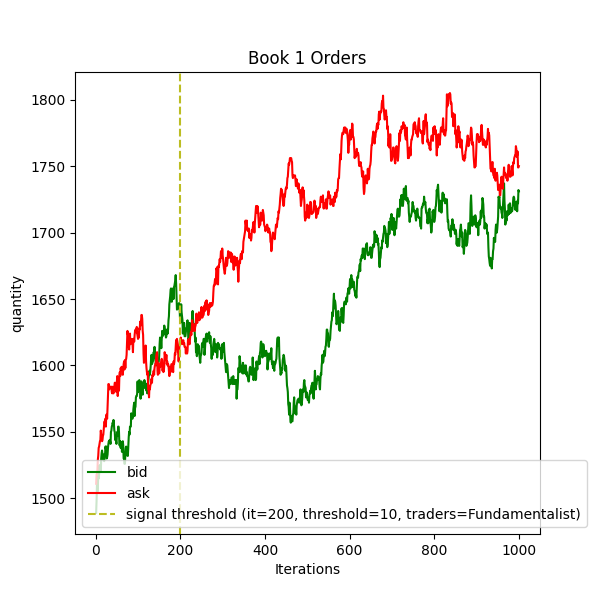 Book 1 Orders
quantity
1800
1750
1700
1650
1600
1550
1500
bid
ask
signal threshold (it=200, threshold=10, traders=Fundamentalist)
0 200 400 600 800 1000
Iterations